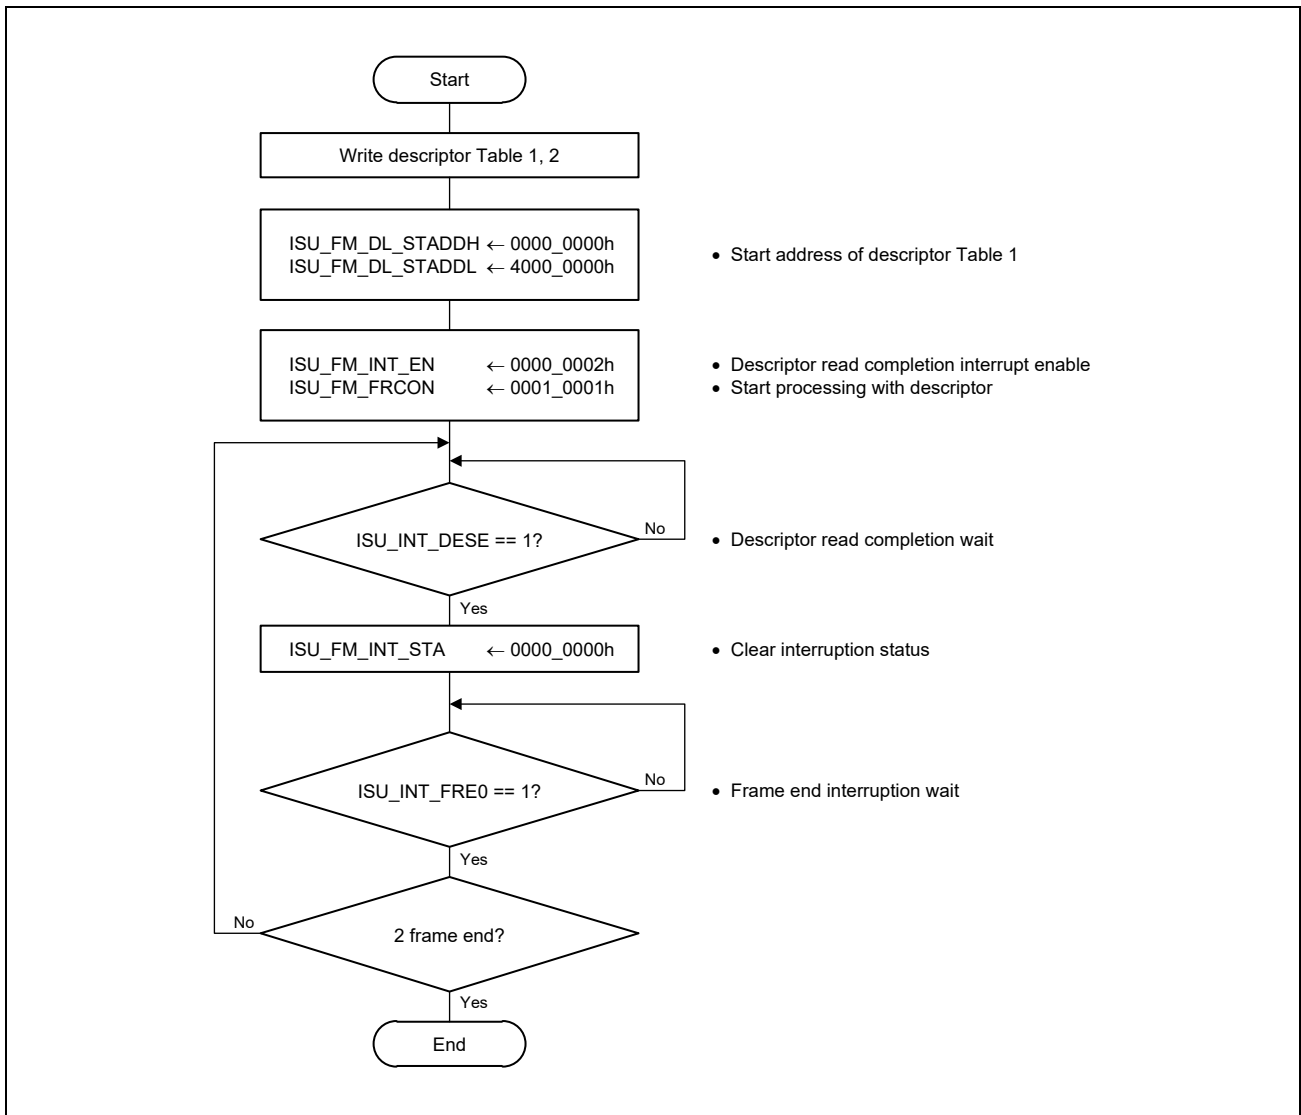 Start
Write descriptor Table 1, 2
ISU_FM_DL_STADDH ← 0000_0000h
ISU_FM_DL_STADDL ← 4000_0000h
• Start address of descriptor Table 1
ISU_FM_INT_EN ← 0000_0002h
• Descriptor read completion interrupt enable
ISU_FM_FRCON ← 0001_0001h
• Start processing with descriptor
ISU_INT_DESE == 1?
No
• Descriptor read completion wait
Yes
ISU_FM_INT_STA ← 0000_0000h
• Clear interruption status
ISU_INT_FRE0 == 1?
No
• Frame end interruption wait
Yes
No
2 frame end?
Yes
End